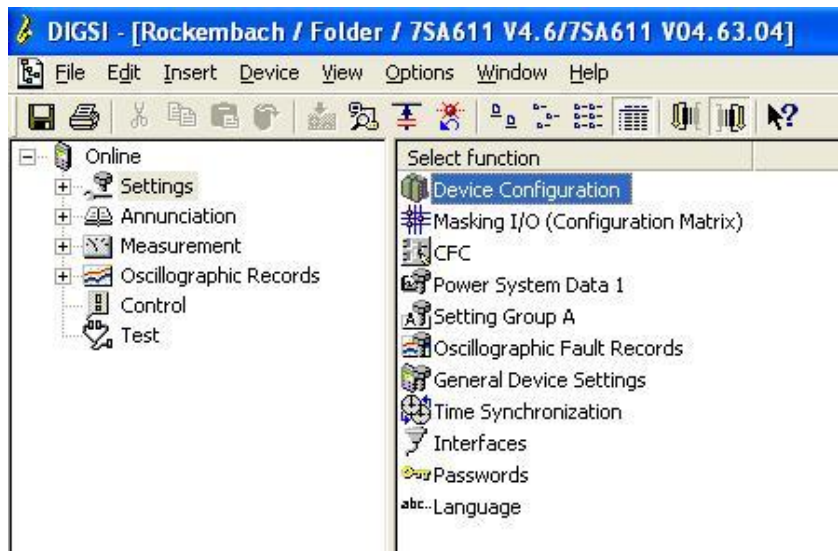 DIGSI - [Rockembach / Folder / 7SA611 V4.6/7SA611 V04.63.04]
File Edit Insert Device View Options Window Help
Online
Settings
Annunciation
Measurement
Oscillographic Records
Control
Test
Select function
Device Configuration
Masking I/O (Configuration Matrix)
CFC
Power System Data 1
Setting Group A
Oscillographic Fault Records
General Device Settings
Time Synchronization
Interfaces
Passwords
abc..Language